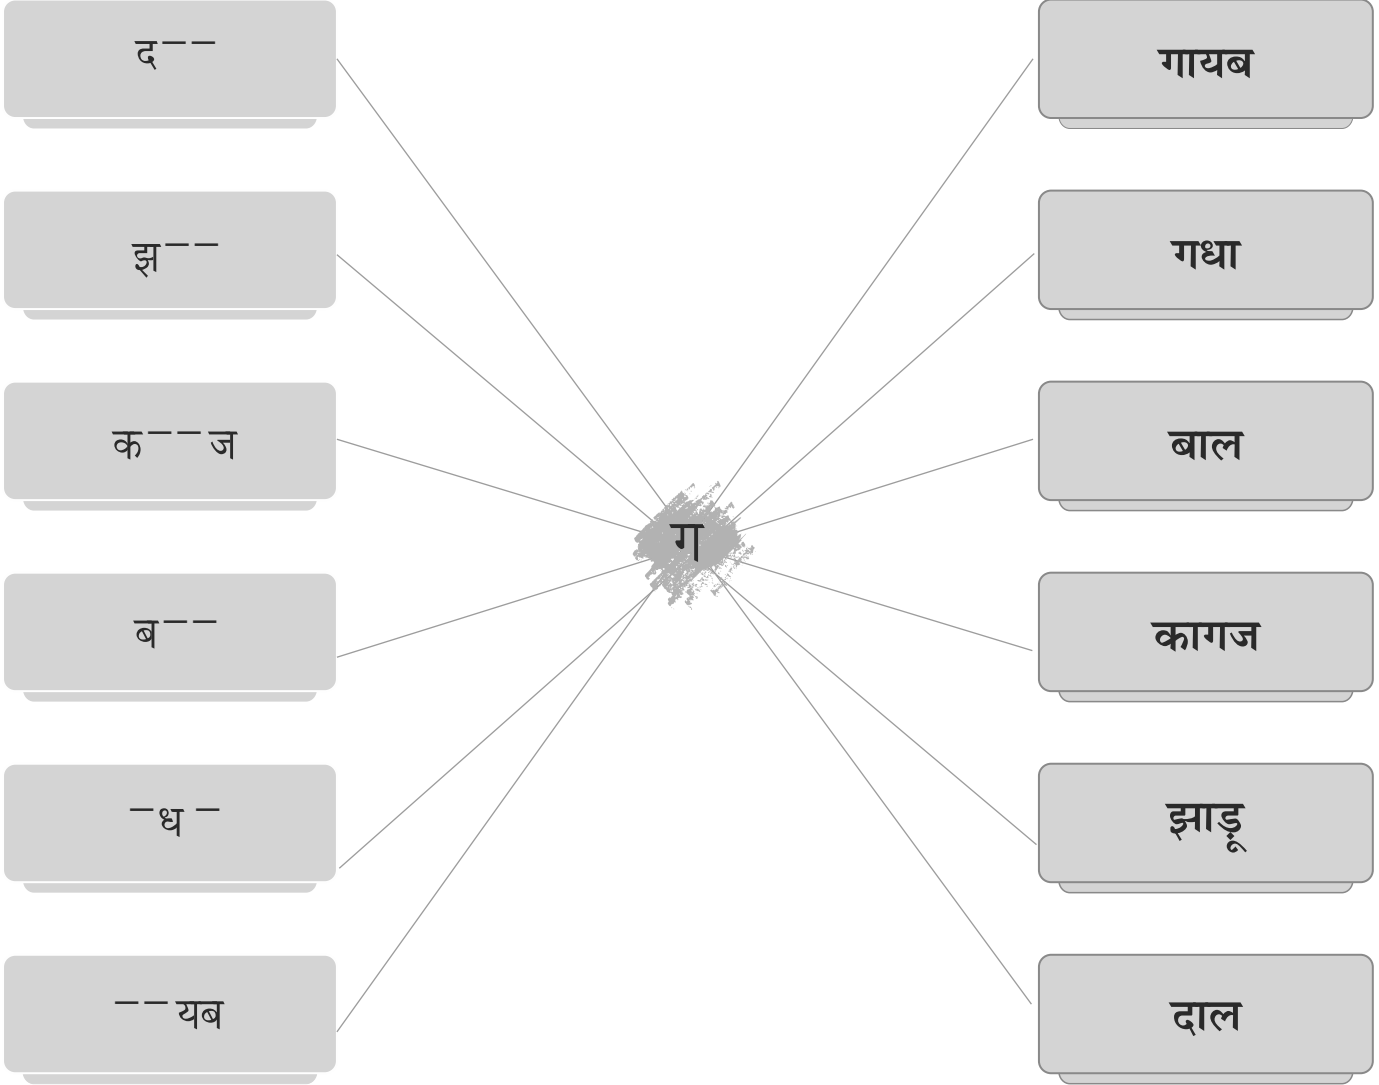 द– –
झ– –
क– –ज
ब– –
–ध –
– –यब
ग
गायब
गधा
बाल
कागज
झाड़ू
दाल